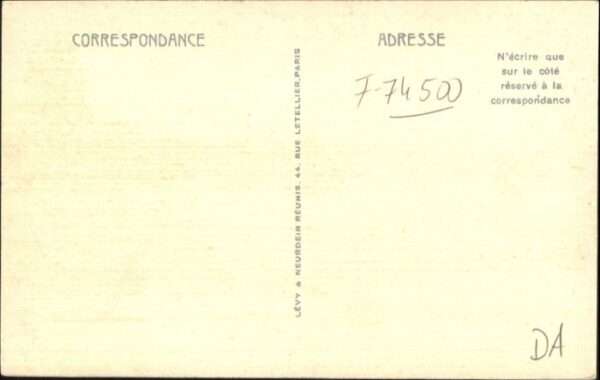 CORRESPONDANCE
ADRESSE
N'écrire que
sur le côté
réservé à la
correspondance
F-74500
LÉVY & NEURDEIN RÉUNIS. 44, RUE LETELLIER, PARIS
DA